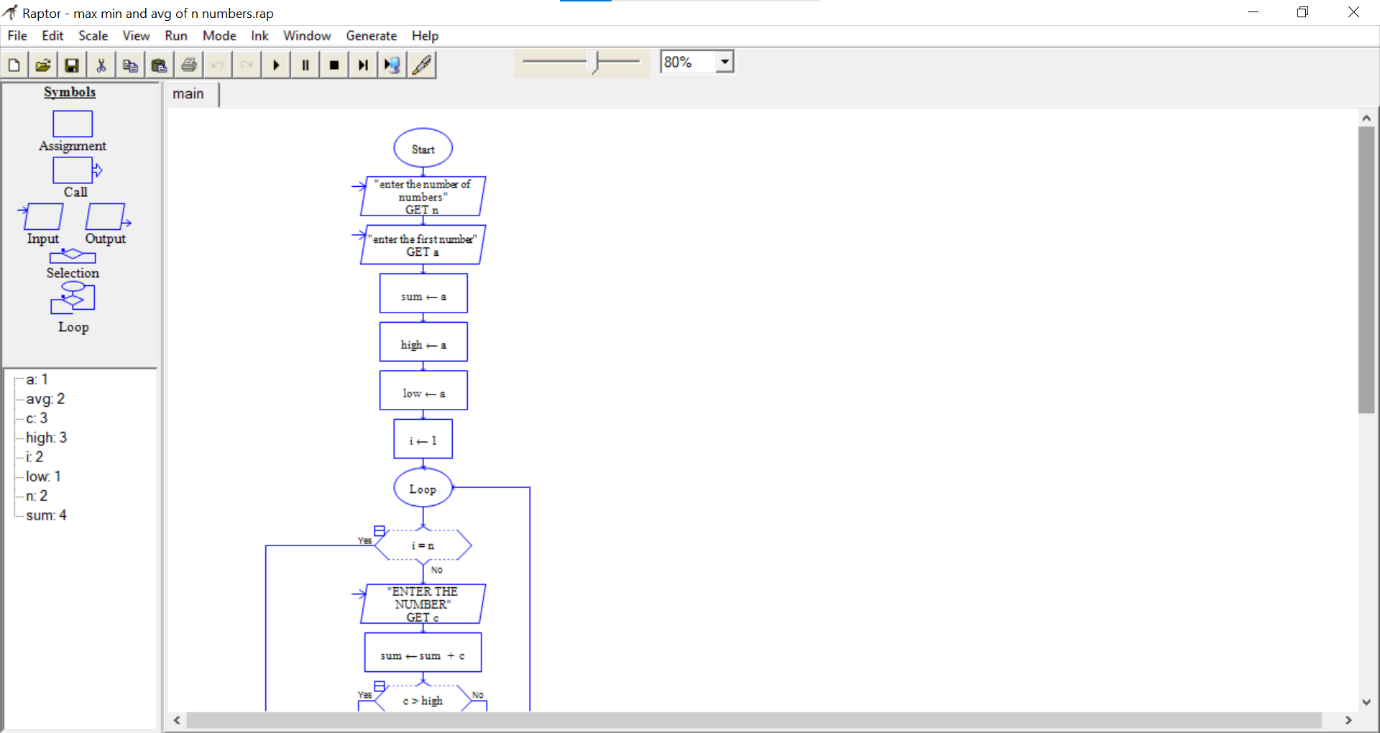 Raptor - max min and avg of n numbers.rap
File Edit Scale View Run Mode Ink Window Generate Help
80%
Symbols
Assignment
Call
Input Output
Selection
Loop
a: 1
avg: 2
c: 3
high: 3
i: 2
low: 1
n: 2
sum: 4
main
Start
"enter the number of
numbers"
GET n
"enter the first number"
GET a
sum ← a
high ← a
low ← a
i ← 1
Loop
Yes
i = n
No
"ENTER THE
NUMBER"
GET c
sum ← sum + c
Yes
c > high
No